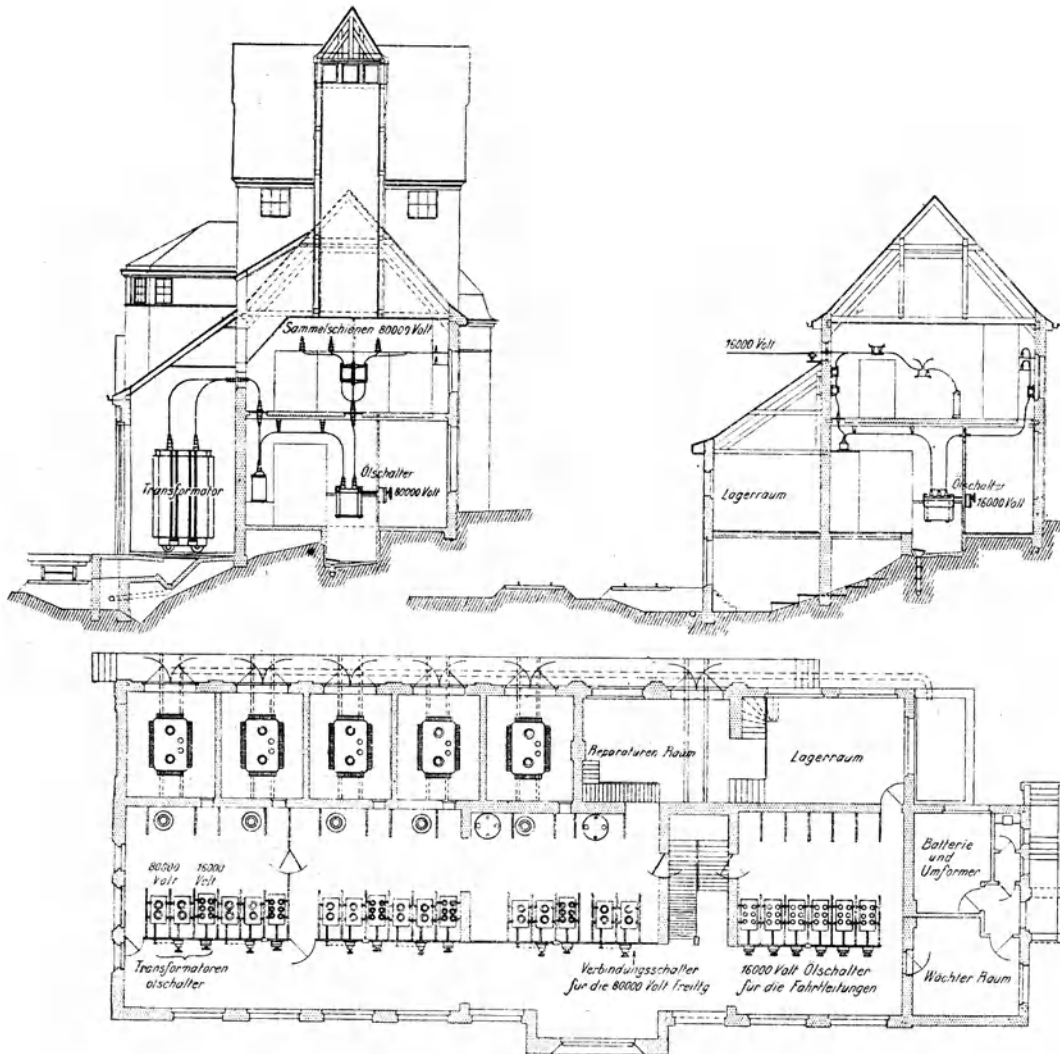 Sammelschienen 80000 Volt
Transformator
Ölschalter
80000 Volt
16000 Volt
Lagerraum
Ölschalter
16000 Volt
Reparaturen Raum
Lagerraum
80000
Volt
16000
Volt
Batterie
und
Umformer
Transformatoren
ölschalter
Verbindungsschalter
für die 80000 Volt Freiltg
16000 Volt Ölschalter
für die Fahrleitungen
Wächter Raum